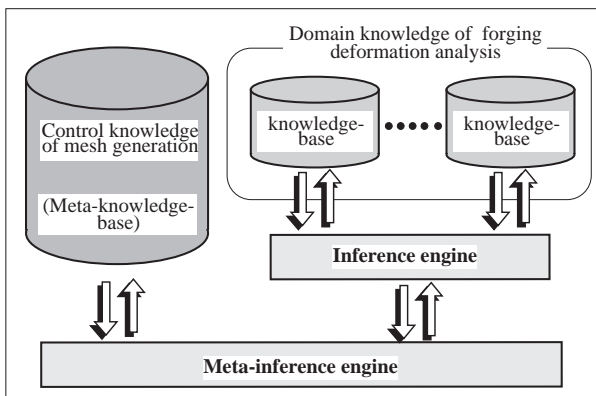 Domain knowledge of forging
deformation analysis
Control knowledge
of mesh generation
(Meta-knowledge-
base)
knowledge-
base
knowledge-
base
Inference engine
Meta-inference engine